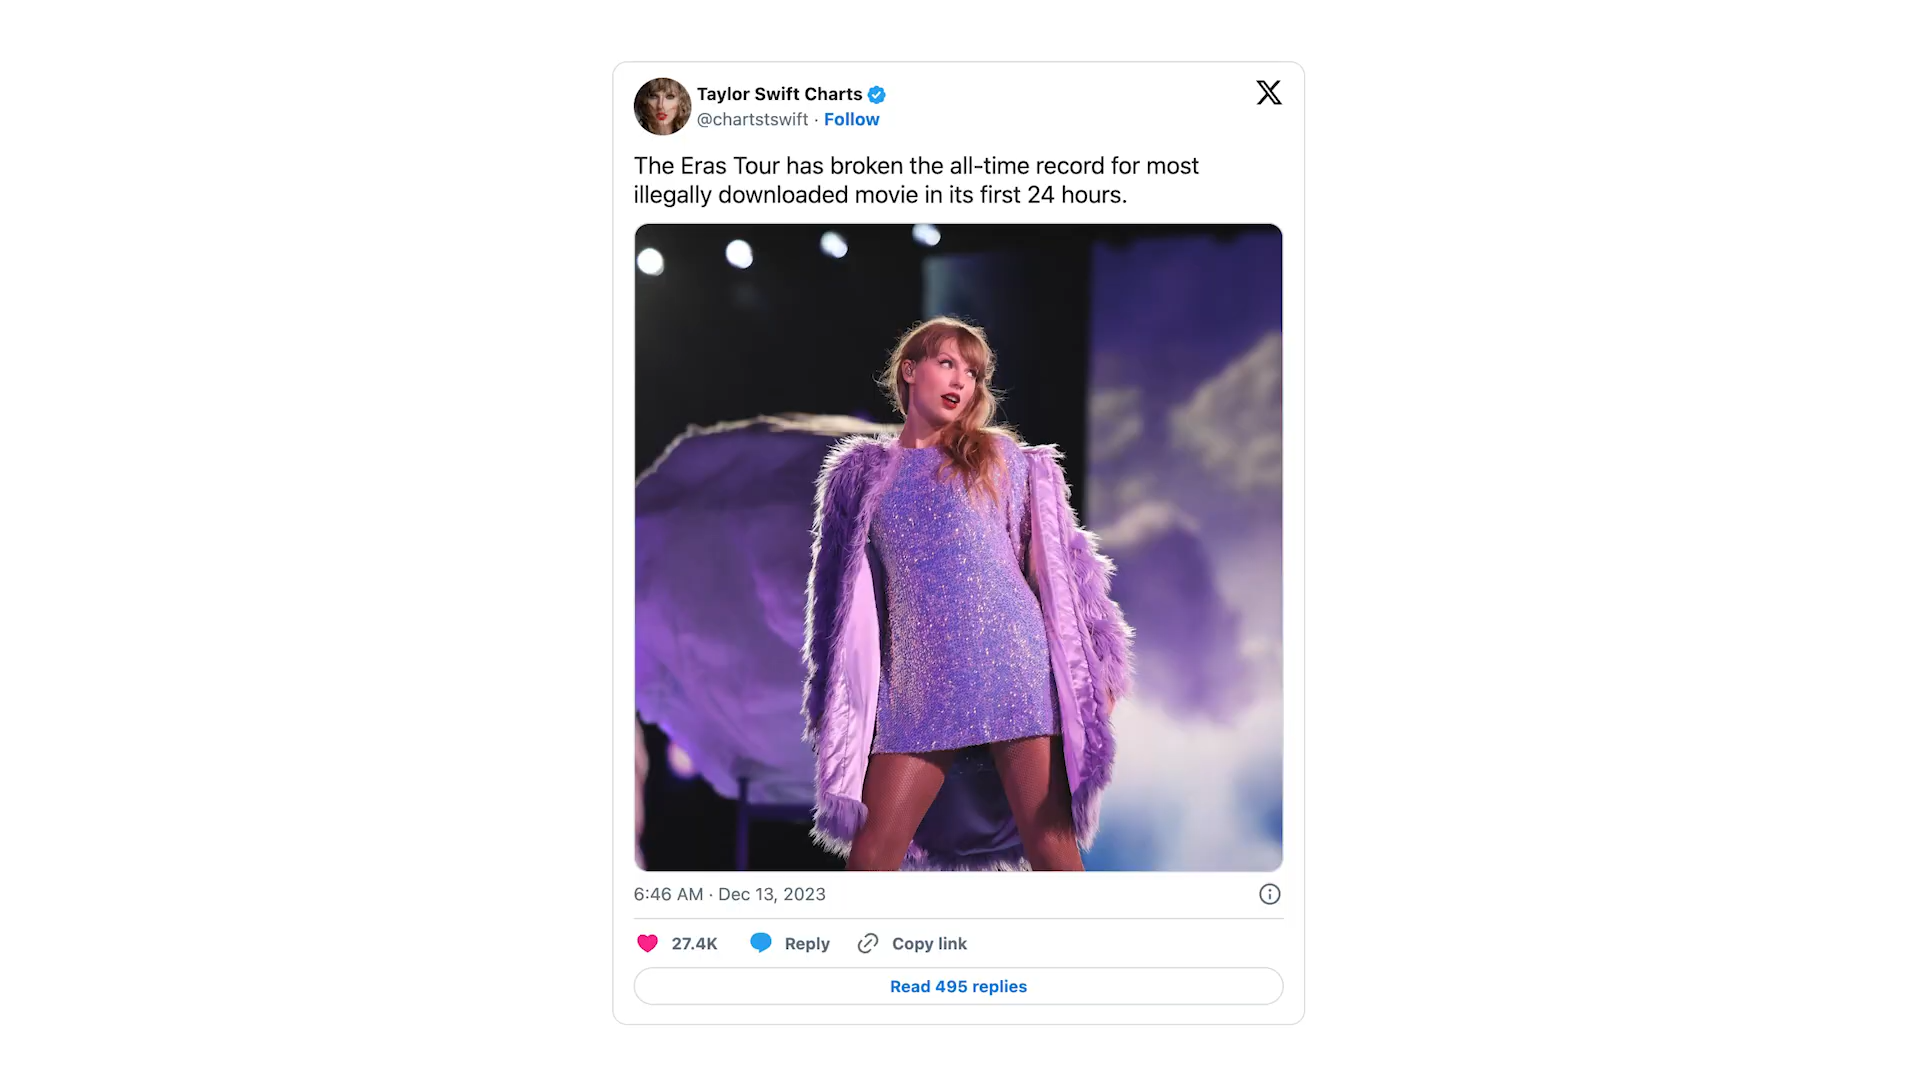 Taylor Swift Charts
@chartstswift · Follow
The Eras Tour has broken the all-time record for most
illegally downloaded movie in its first 24 hours.
6:46 AM · Dec 13, 2023
27.4K Reply Copy link
Read 495 replies